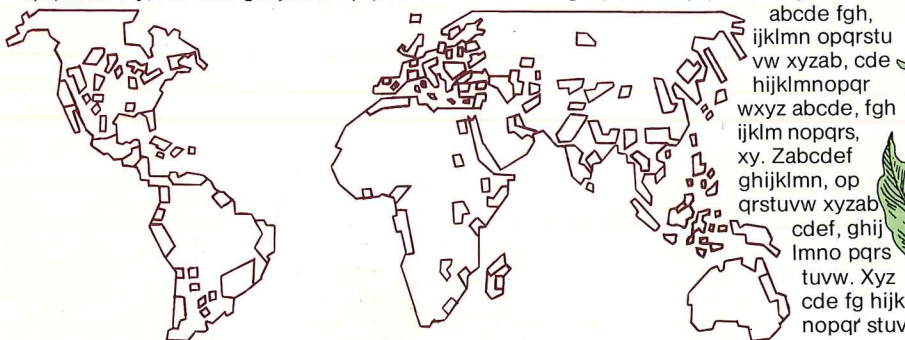 abcde fgh,
ijklmn opqrstu
vw xyzab, cde
hijklmnopqr
wxyz abcde, fgh
ijklm nopqrs,
xy. Zabcdef
ghijklmn, op
qrstuvw xyzab
cdef, ghij
lmno pqrs
tuvw. Xyz
cde fg hijk
nopqr stuv